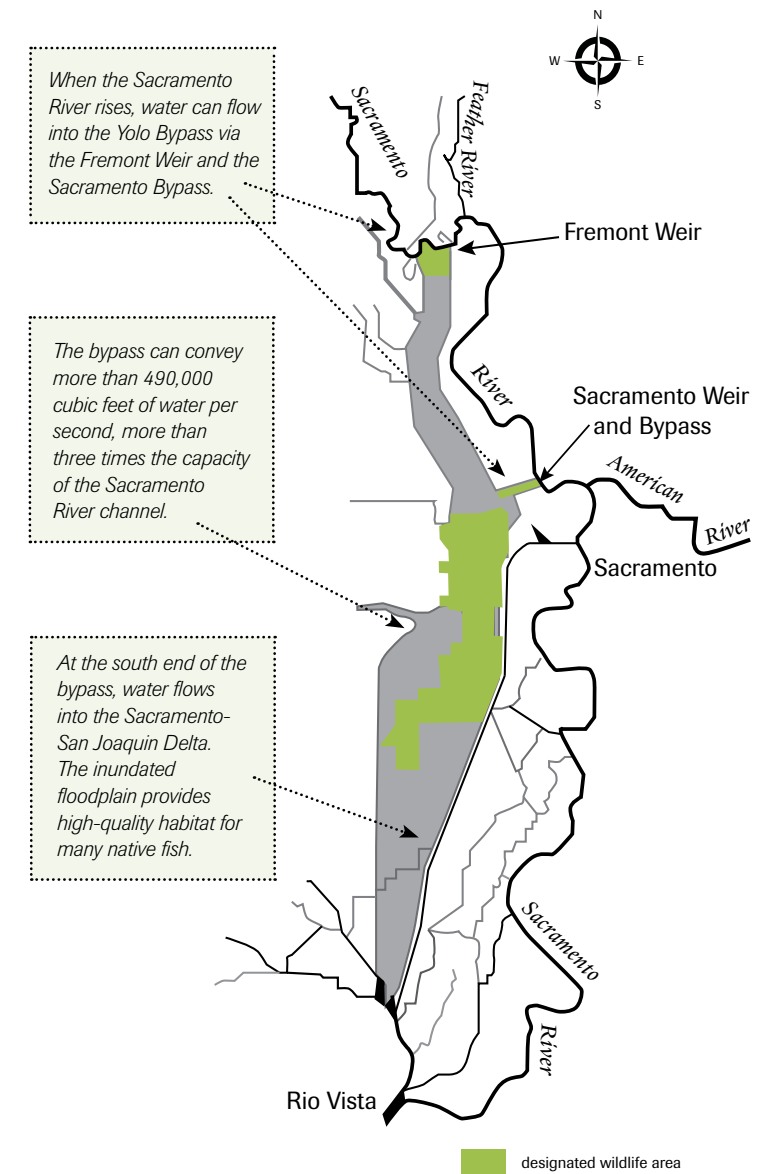 N
W E
S
When the Sacramento
River rises, water can flow
into the Yolo Bypass via
the Fremont Weir and the
Sacramento Bypass.
Sacramento
Feather River
Fremont Weir
The bypass can convey
more than 490,000
cubic feet of water per
second, more than
three times the capacity
of the Sacramento
River channel.
River
Sacramento Weir
and Bypass
American
River
Sacramento
At the south end of the
bypass, water flows
into the Sacramento-
San Joaquin Delta.
The inundated
floodplain provides
high-quality habitat for
many native fish.
Sacramento
River
Rio Vista
designated wildlife area